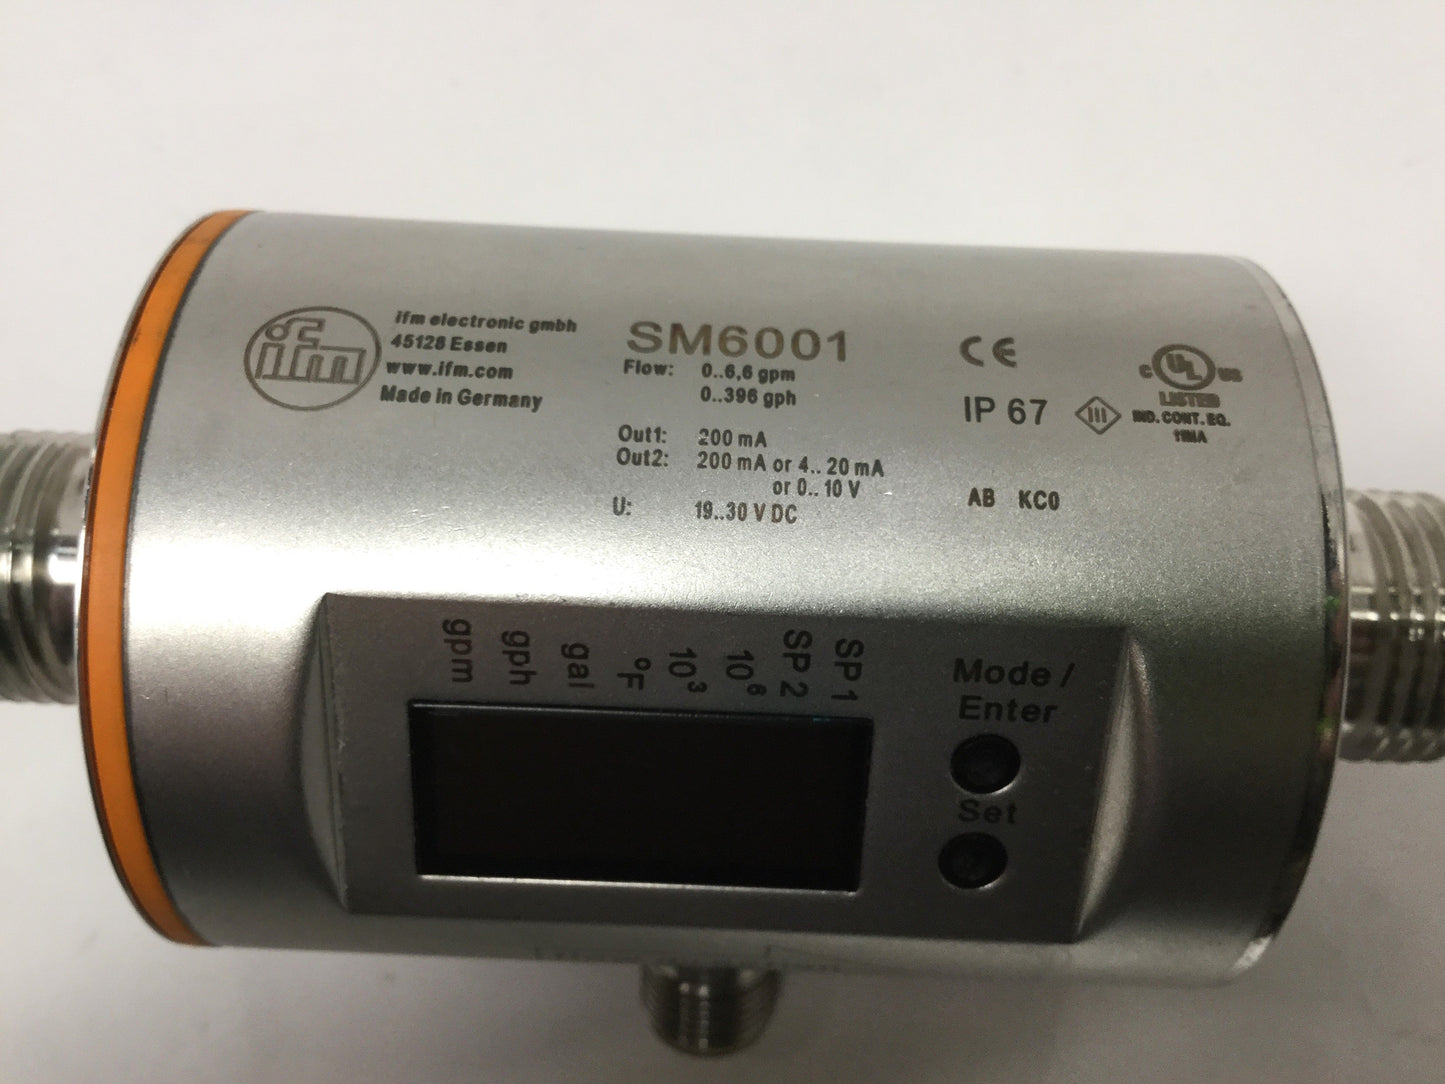 ifm
ifm electronic gmbh
45128 Essen
www.ifm.com
Made in Germany
SM6001
Flow: 0..6,6 gpm
0..396 gph
Out1: 200 mA
Out2: 200 mA or 4.. 20 mA
or 0.. 10 V
U: 19..30 V DC
CE
IP 67
III
C UL US
LISTED
IND. CONT. EQ.
AB KC0
gpm
gph
gal
°F
10³
10⁶
SP 2
SP 1
Mode /
Enter
Set